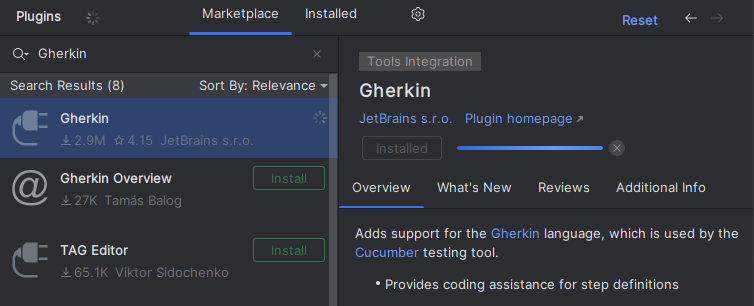 Plugins
Marketplace
Installed
Reset
Gherkin
Search Results (8)
Sort By: Relevance
Gherkin
2.9M 4.15 JetBrains s.r.o.
Gherkin Overview
27K Tamás Balog
Install
TAG Editor
65.1K Viktor Sidochenko
Install
Tools Integration
Gherkin
JetBrains s.r.o. Plugin homepage
Installed
Overview What's New Reviews Additional Info
Adds support for the Gherkin language, which is used by the
Cucumber testing tool.
• Provides coding assistance for step definitions